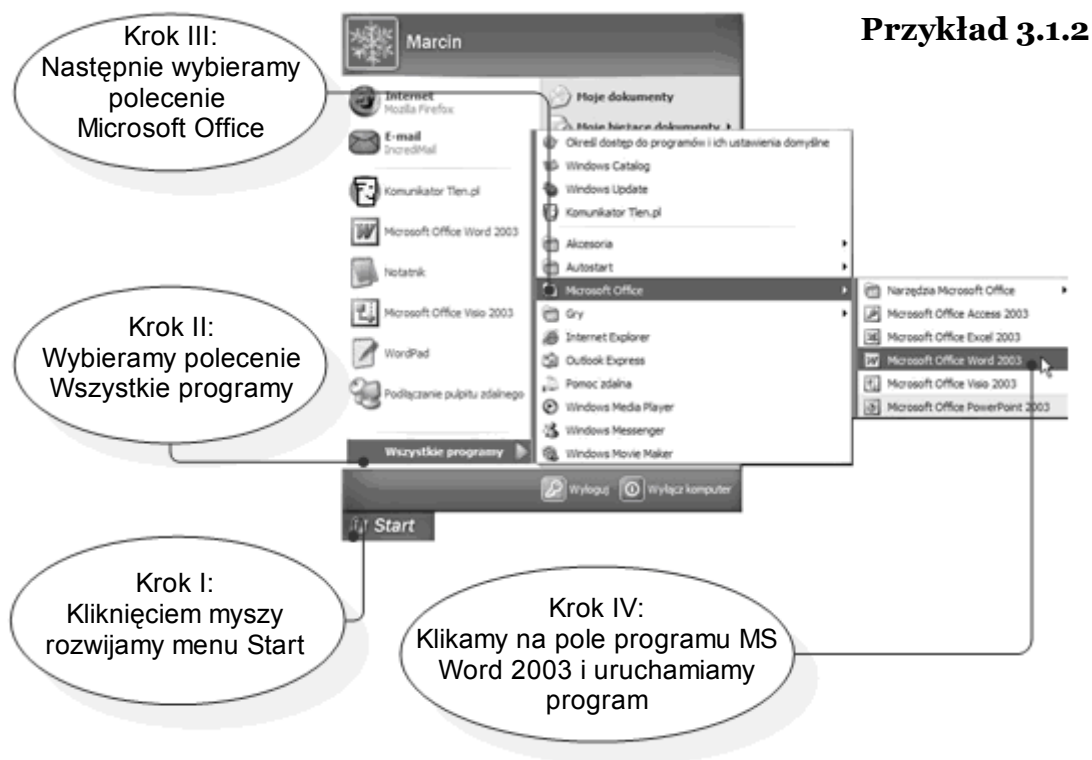 Przykład 3.1.2
Krok III:
Następnie wybieramy
polecenie
Microsoft Office
Marcin
Internet
Mozilla Firefox
E-mail
IncrediMail
Komunikator Tlen.pl
Microsoft Office Word 2003
Notatnik
Microsoft Office Visio 2003
WordPad
Podłączanie pulpitu zdalnego
Wszystkie programy
Moje dokumenty
Moje bieżące dokumenty
Określ dostęp do programów i ich ustawienia domyślne
Windows Catalog
Windows Update
Komunikator Tlen.pl
Akcesoria
Autostart
Microsoft Office
Gry
Internet Explorer
Outlook Express
Pomoc zdalna
Windows Media Player
Windows Messenger
Windows Movie Maker
Narzędzia Microsoft Office
Microsoft Office Access 2003
Microsoft Office Excel 2003
Microsoft Office Word 2003
Microsoft Office Visio 2003
Microsoft Office PowerPoint 2003
Wyloguj
Wyłącz komputer
Start
Krok II:
Wybieramy polecenie
Wszystkie programy
Krok I:
Kliknięciem myszy
rozwijamy menu Start
Krok IV:
Klikamy na pole programu MS
Word 2003 i uruchamiamy
program